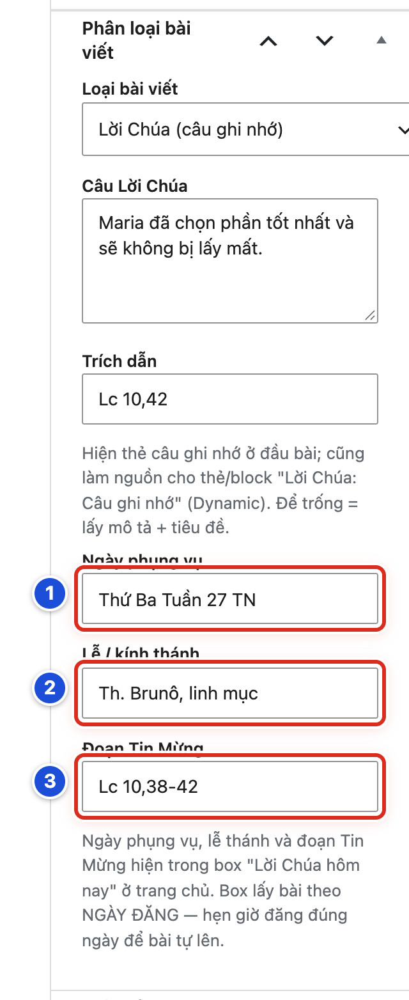 Phân loại bài
viết
Loại bài viết
Lời Chúa (câu ghi nhớ)
Câu Lời Chúa
Maria đã chọn phần tốt nhất và
sẽ không bị lấy mất.
Trích dẫn
Lc 10,42
Hiện thẻ câu ghi nhớ ở đầu bài; cũng
làm nguồn cho thẻ/block "Lời Chúa:
Câu ghi nhớ" (Dynamic). Để trống =
lấy mô tả + tiêu đề.
Ngày phụng vụ
1
Thứ Ba Tuần 27 TN
Lễ / kính thánh
2
Th. Brunô, linh mục
Đoạn Tin Mừng
3
Lc 10,38-42
Ngày phụng vụ, lễ thánh và đoạn Tin
Mừng hiện trong box "Lời Chúa hôm
nay" ở trang chủ. Box lấy bài theo
NGÀY ĐĂNG — hẹn giờ đăng đúng
ngày để bài tự lên.